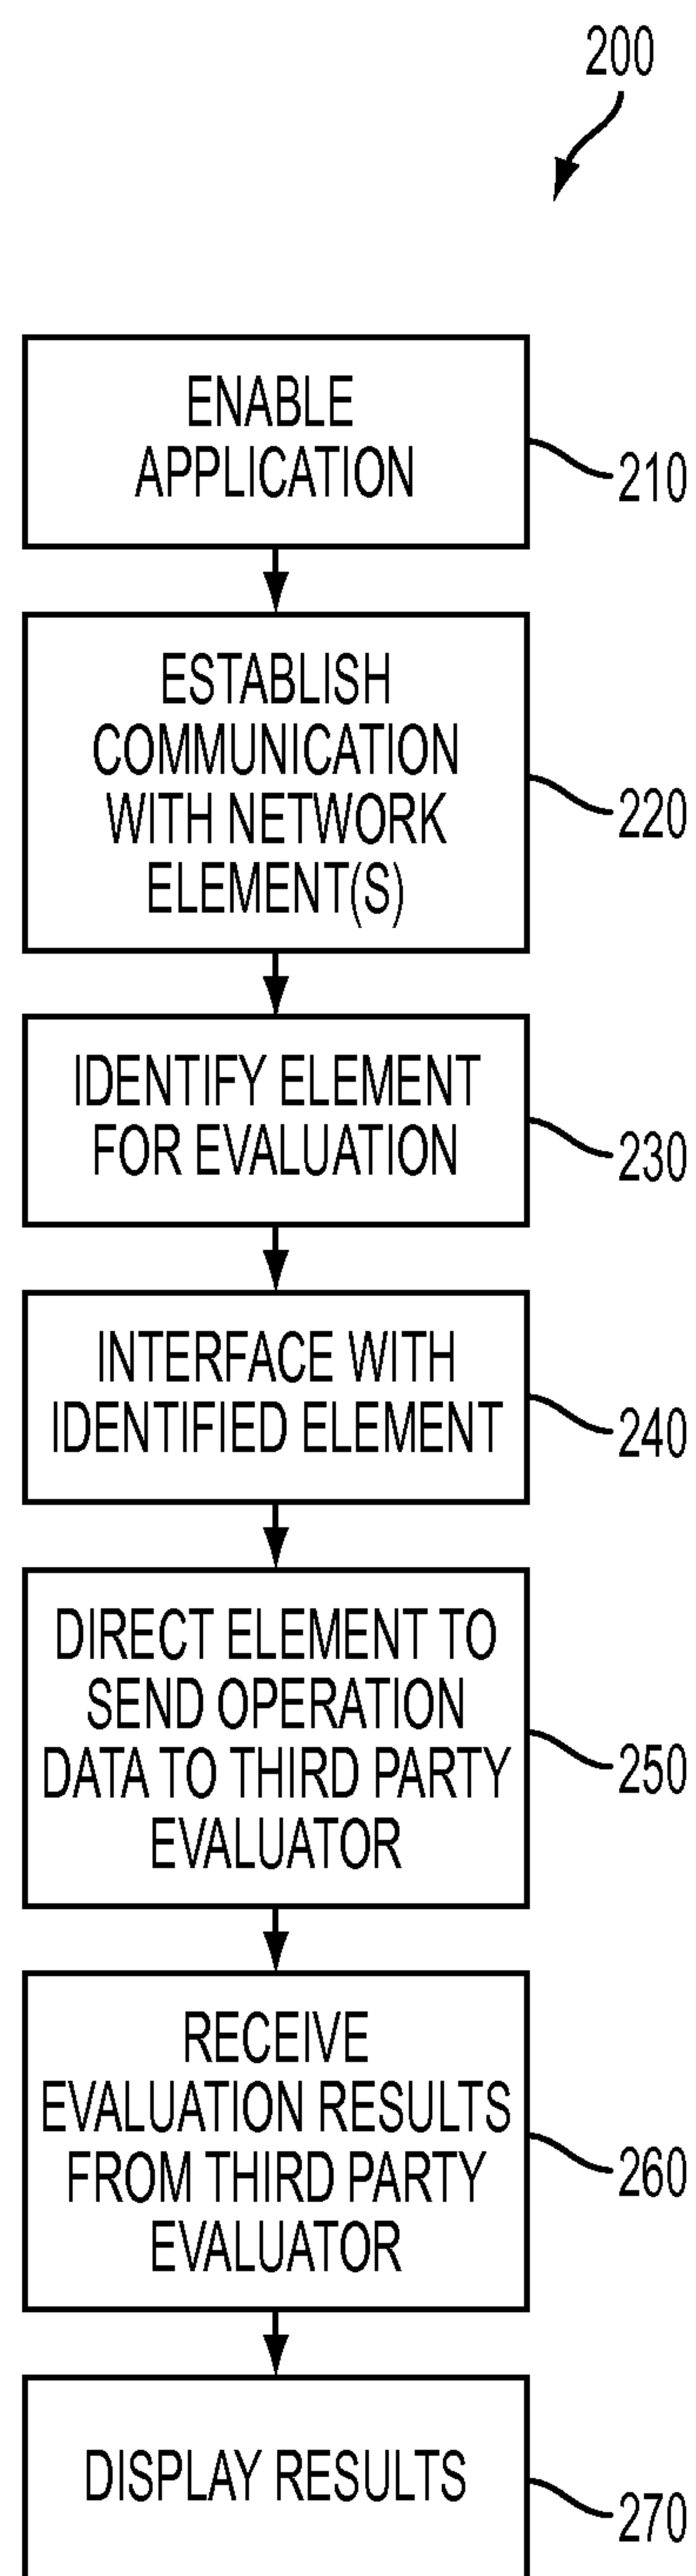 200
ENABLE
APPLICATION
210
ESTABLISH
COMMUNICATION
WITH NETWORK
ELEMENT(S)
220
IDENTIFY ELEMENT
FOR EVALUATION
230
INTERFACE WITH
IDENTIFIED ELEMENT
240
DIRECT ELEMENT TO
SEND OPERATION
DATA TO THIRD PARTY
EVALUATOR
250
RECEIVE
EVALUATION RESULTS
FROM THIRD PARTY
EVALUATOR
260
DISPLAY RESULTS
270